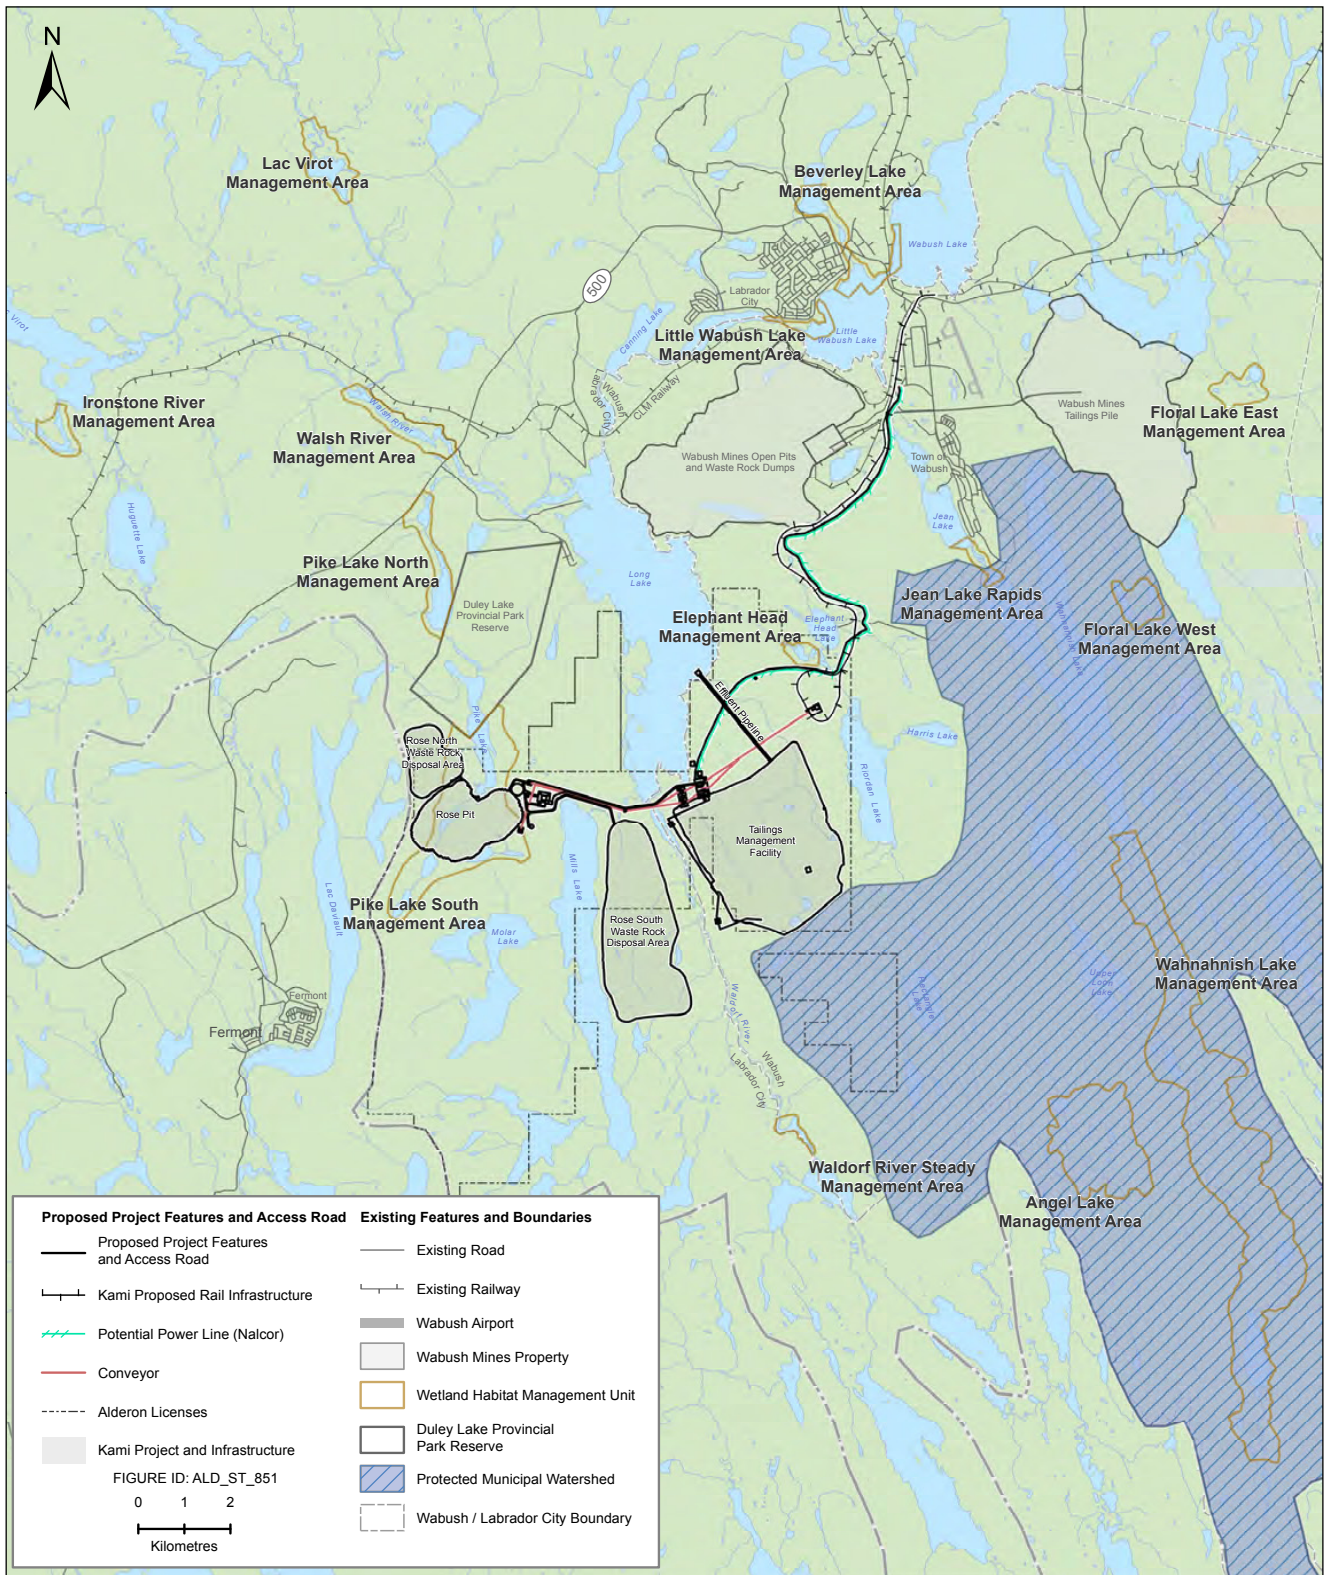 N
Lac Virot
Management Area
Beverley Lake
Management Area
Wabush Lake
500
Labrador
City
Canning Lake
Little
Wabush Lake
Little Wabush Lake
Management Area
Virot
Wabush
Labrador City
CLM Railway
Ironstone River
Management Area
Walsh River
Walsh River
Management Area
Wabush Mines
Tailings Pile
Floral Lake East
Management Area
Wabush Mines Open Pits
and Waste Rock Dumps
Town of
Wabush
Huguette Lake
Jean
Lake
Pike Lake North
Management Area
Long
Lake
Duley Lake
Provincial Park
Reserve
Elephant Head
Management Area
Elephant
Head
Lake
Jean Lake Rapids
Management Area
Wahnahnish Lake
Floral Lake West
Management Area
Effluent Pipeline
Pike Lake
Rose North
Waste Rock
Disposal Area
Harris Lake
Riordan Lake
Rose Pit
Tailings
Management
Facility
Mills Lake
Lac Daviault
Pike Lake South
Management Area
Molar
Lake
Rose South
Waste Rock
Disposal Area
Wahnahnish Lake
Management Area
Upper
Loon
Lake
Rectangle
Lake
Waldorf River
Fermont
Fermont
Wabush
Labrador City
Waldorf River Steady
Management Area
Angel Lake
Management Area
Proposed Project Features and Access Road
Proposed Project Features
and Access Road
Kami Proposed Rail Infrastructure
Potential Power Line (Nalcor)
Conveyor
Alderon Licenses
Kami Project and Infrastructure
FIGURE ID: ALD_ST_851
0 1 2
Kilometres
Existing Features and Boundaries
Existing Road
Existing Railway
Wabush Airport
Wabush Mines Property
Wetland Habitat Management Unit
Duley Lake Provincial
Park Reserve
Protected Municipal Watershed
Wabush / Labrador City Boundary